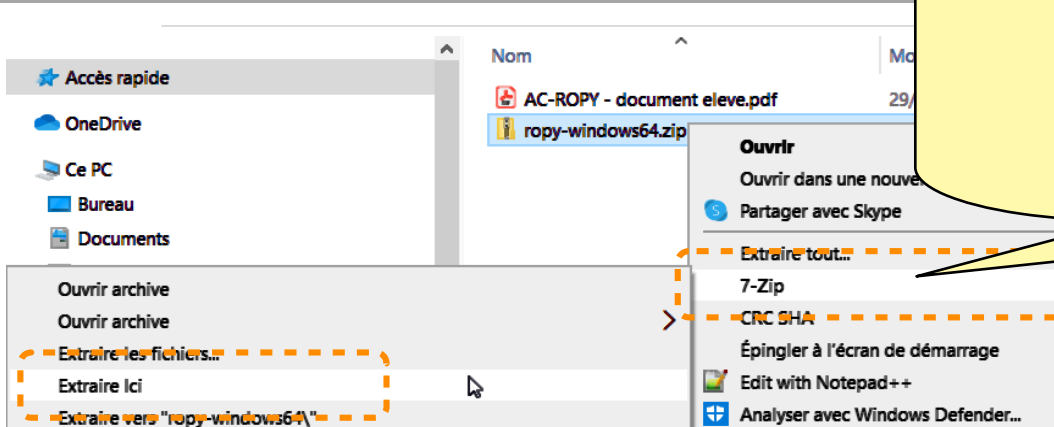 Nom
Accès rapide
AC-ROPY - document eleve.pdf
29/
OneDrive
ropy-windows64.zip
Ce PC
Bureau
Documents
Ouvrir
Ouvrir dans une nouve
Partager avec Skype
Extraire tout...
7-Zip
CRC SHA
Épingler à l'écran de démarrage
Edit with Notepad++
Analyser avec Windows Defender...
Ouvrir archive
Ouvrir archive
Extraire les fichiers...
Extraire Ici
Extraire vers "ropy-windows64\"